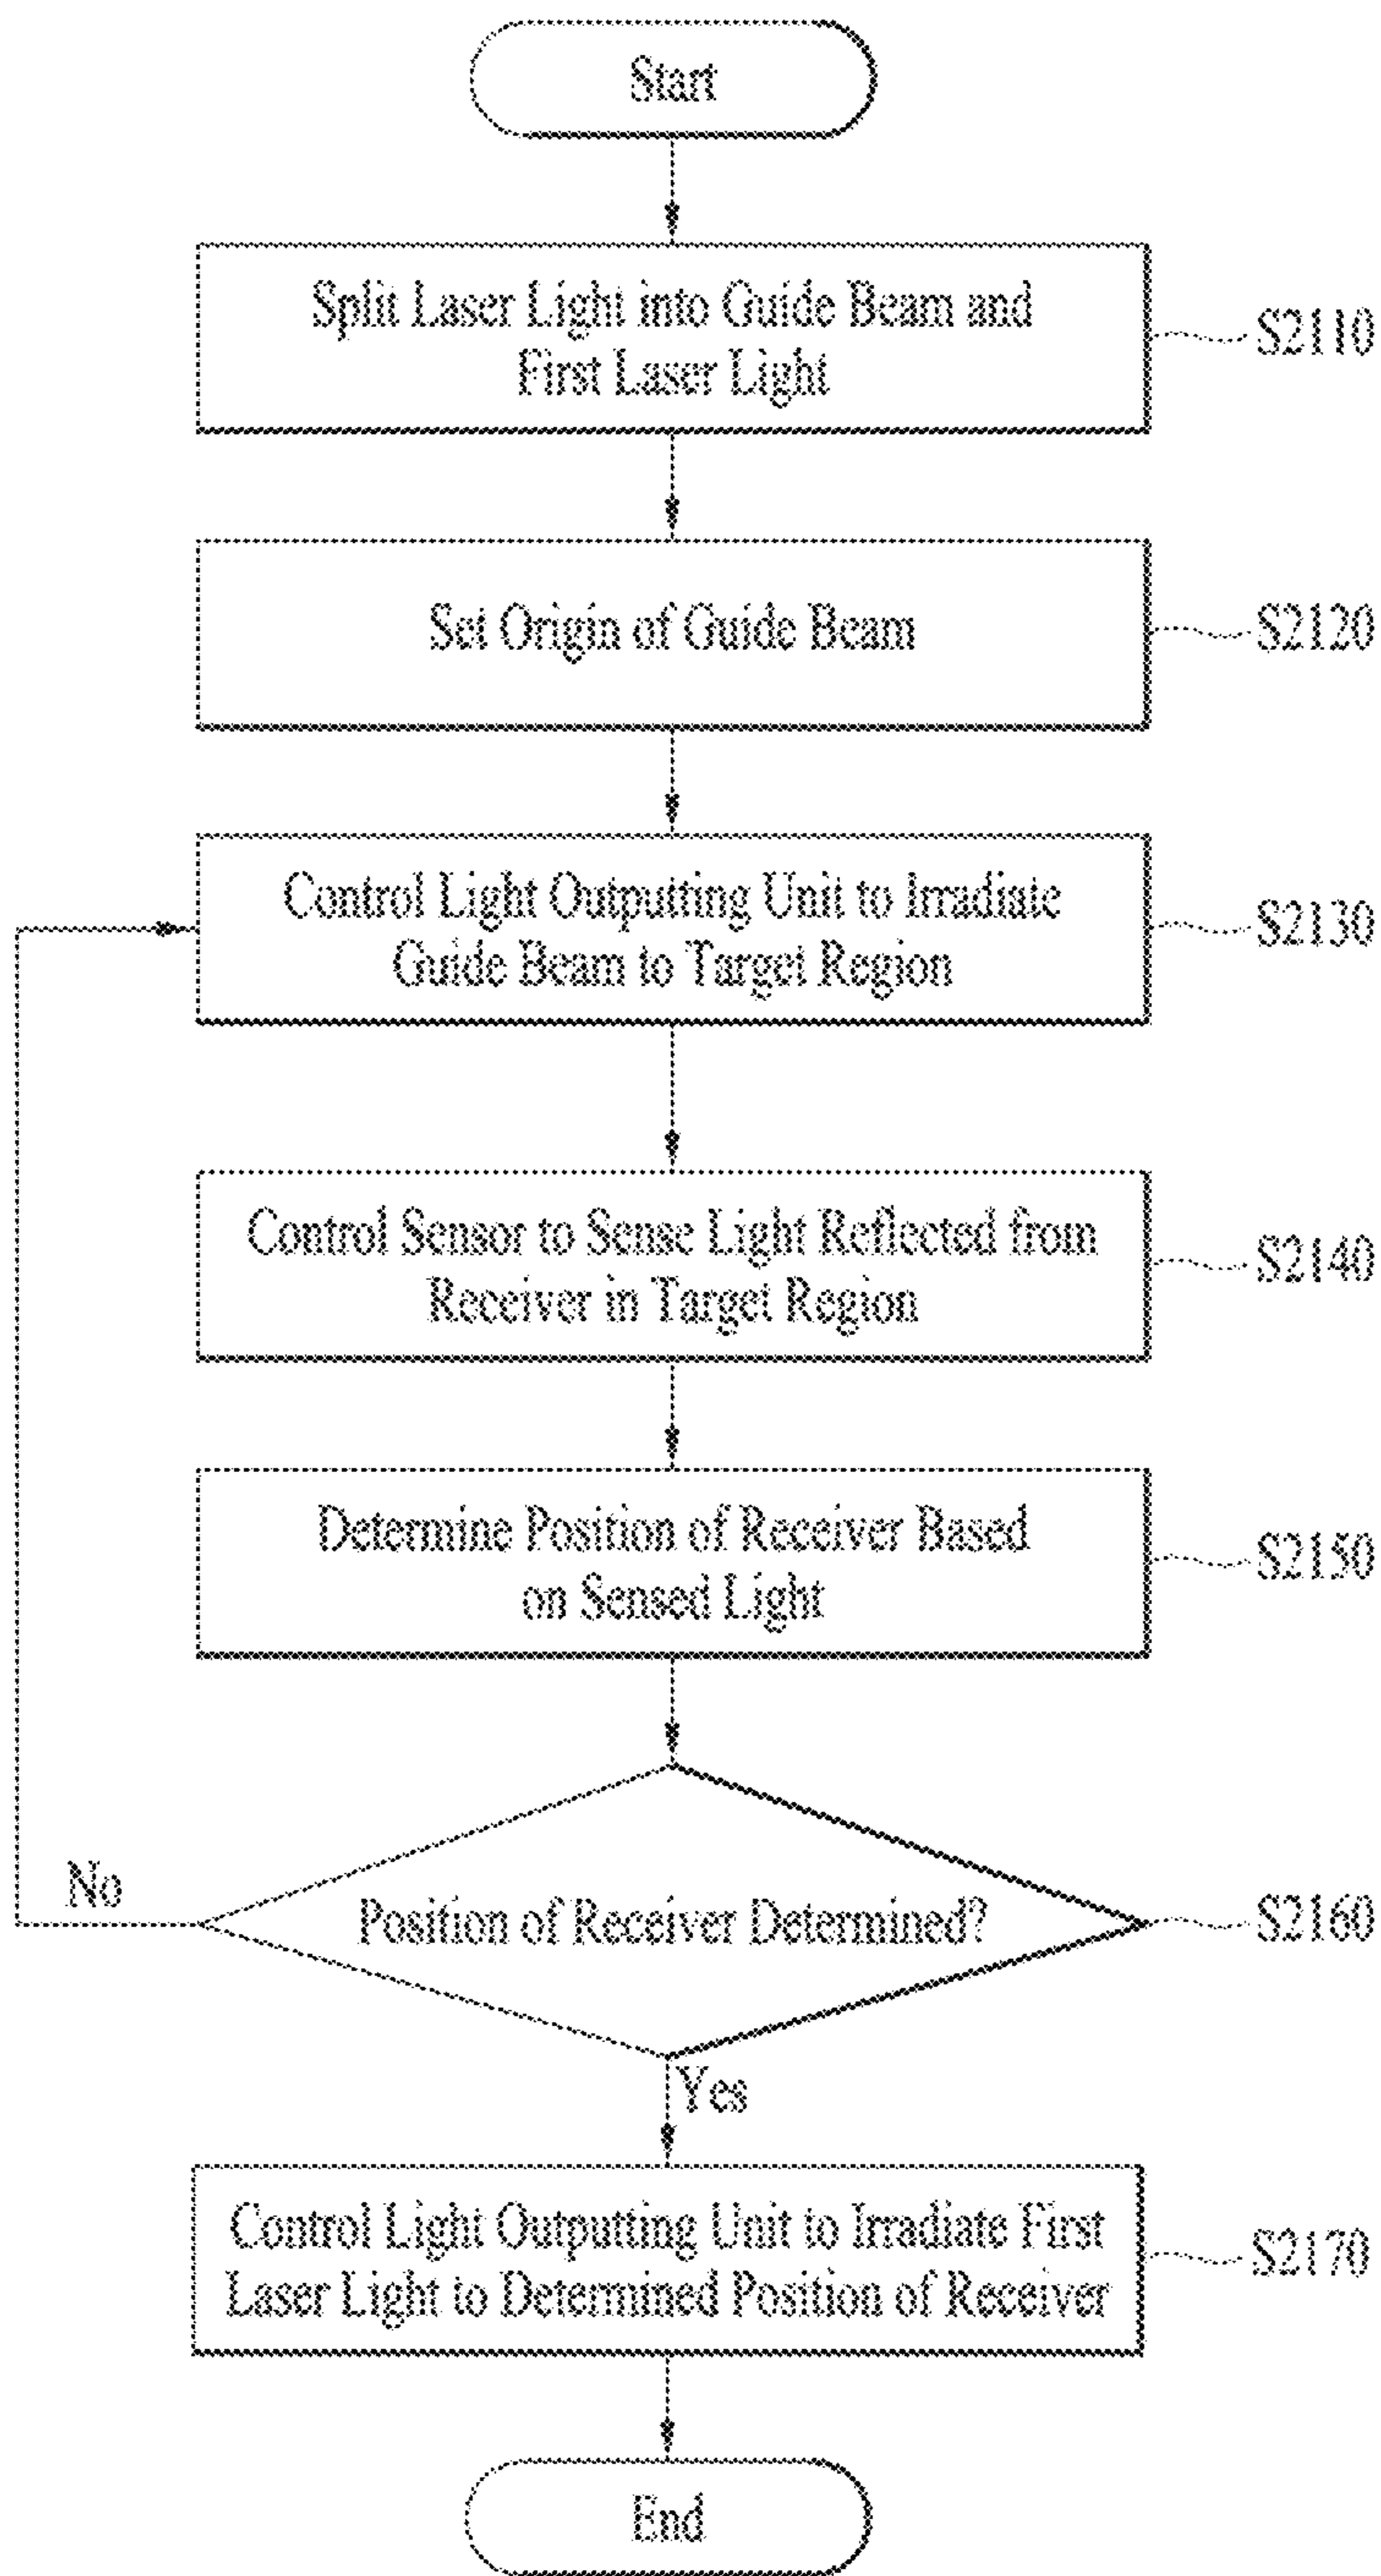 Start
Split Laser Light into Guide Beam and
First Laser Light
S2110
Set Origin of Guide Beam
S2120
Control Light Outputting Unit to Irradiate
Guide Beam to Target Region
S2130
Control Sensor to Sense Light Reflected from
Receiver in Target Region
S2140
Determine Position of Receiver Based
on Sensed Light
S2150
No
Position of Receiver Determined?
S2160
Yes
Control Light Outputting Unit to Irradiate First
Laser Light to Determined Position of Receiver
S2170
End